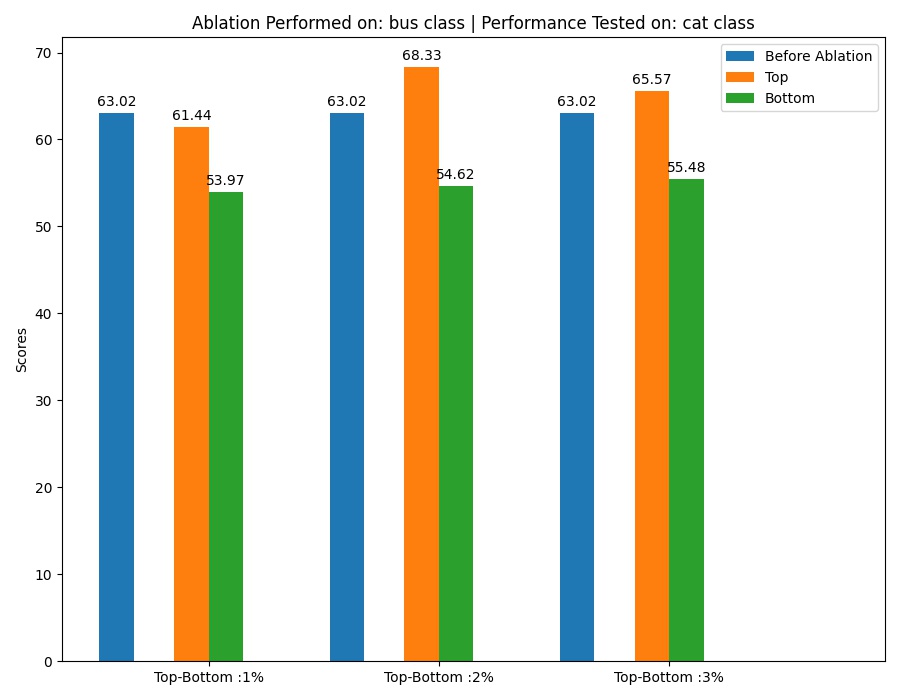 Ablation Performed on: bus class | Performance Tested on: cat class
Before Ablation
Top
Bottom
63.02
61.44
53.97
63.02
68.33
54.62
63.02
65.57
55.48
Scores
70
60
50
40
30
20
10
0
Top-Bottom :1%
Top-Bottom :2%
Top-Bottom :3%